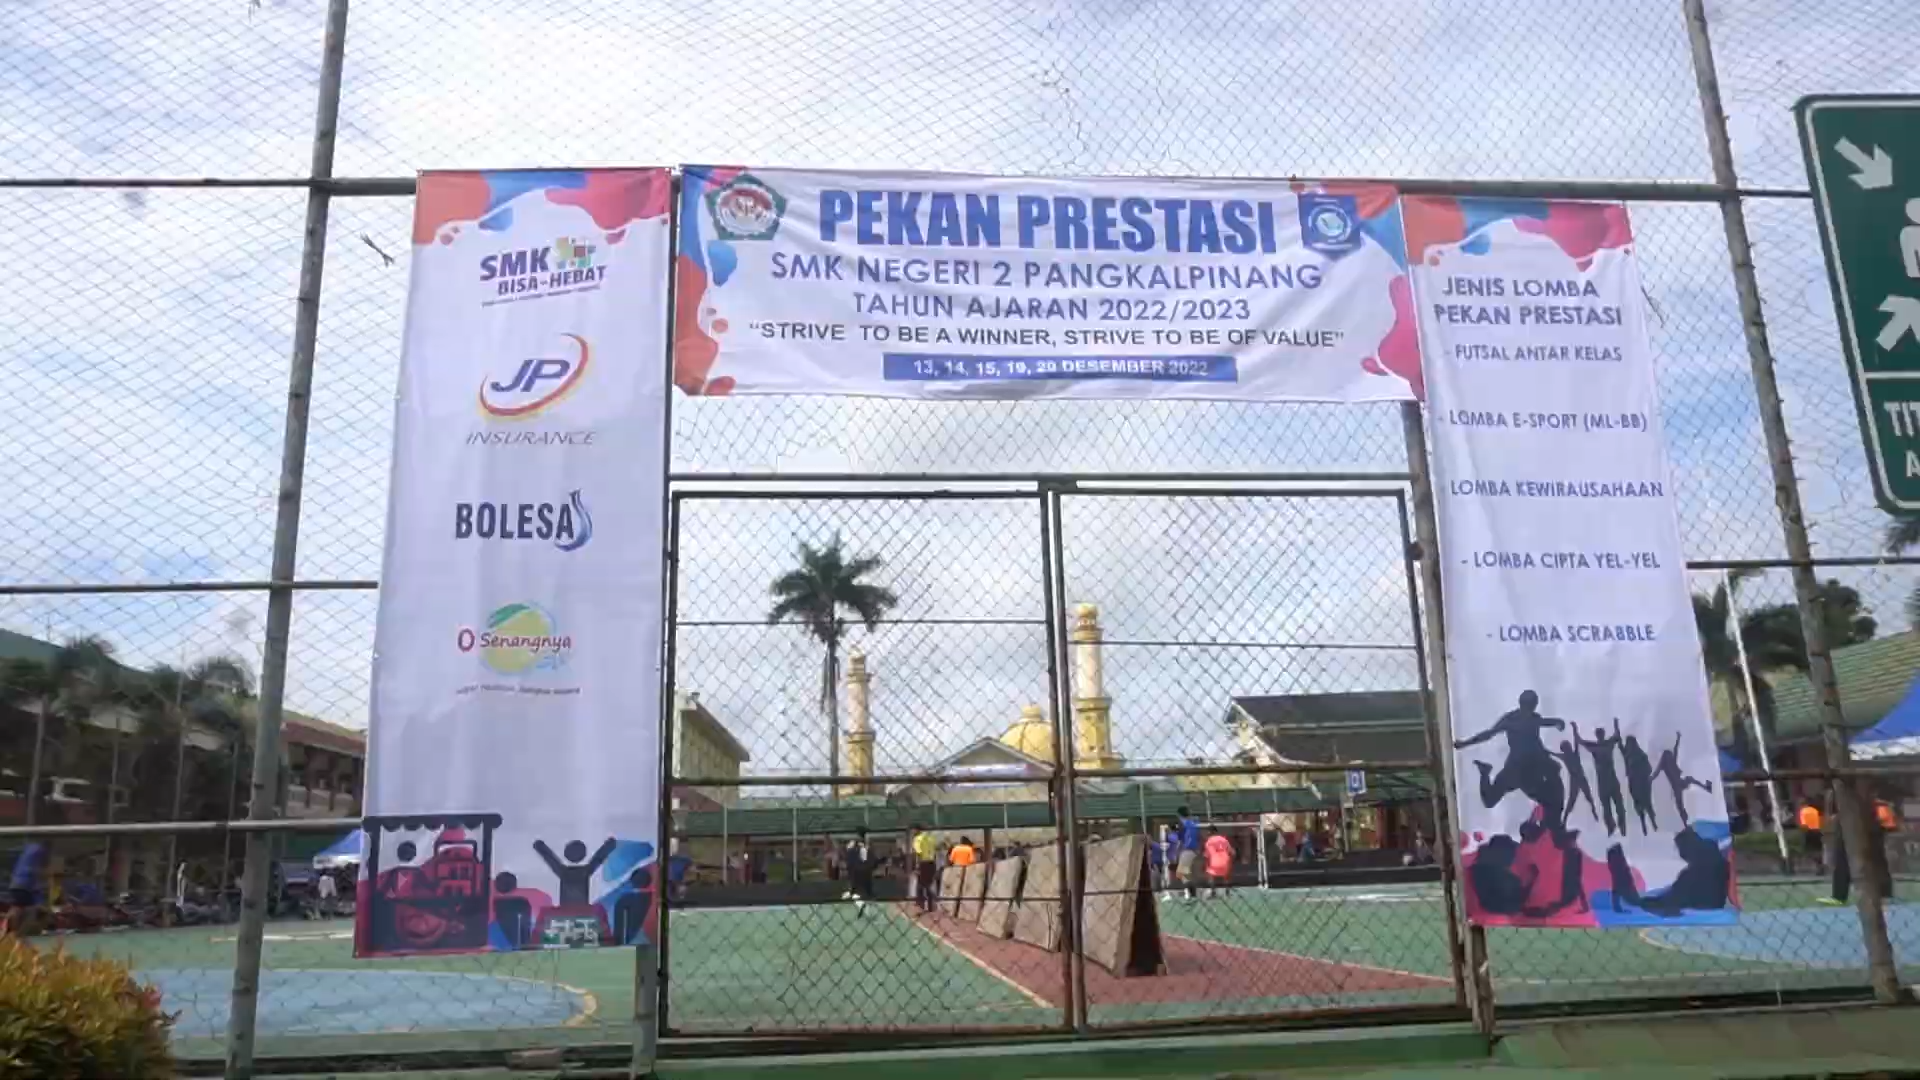 SMK
BISA-HEBAT
JP
INSURANCE
BOLESA
O Senangnya
PEKAN PRESTASI
SMK NEGERI 2 PANGKALPINANG
TAHUN AJARAN 2022/2023
"STRIVE TO BE A WINNER, STRIVE TO BE OF VALUE"
13, 14, 15, 19, 20 DESEMBER 2022
JENIS LOMBA
PEKAN PRESTASI
- FUTSAL ANTAR KELAS
- LOMBA E-SPORT (ML-BB)
LOMBA KEWIRAUSAHAAN
- LOMBA CIPTA YEL-YEL
- LOMBA SCRABBLE
TIT
A